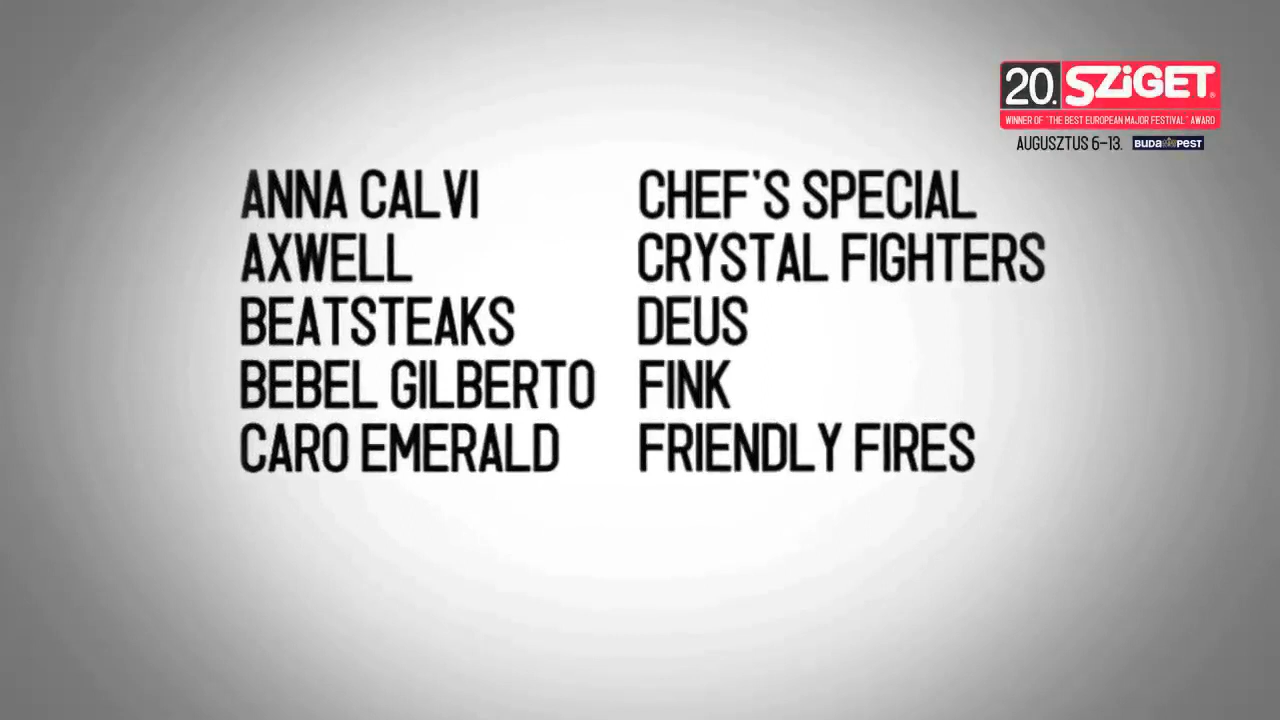 20. SZiGET
WINNER OF "THE BEST EUROPEAN MAJOR FESTIVAL" AWARD
AUGUSZTUS 6-13. BUDAPEST
ANNA CALVI
AXWELL
BEATSTEAKS
BEBEL GILBERTO
CARO EMERALD
CHEF'S SPECIAL
CRYSTAL FIGHTERS
DEUS
FINK
FRIENDLY FIRES